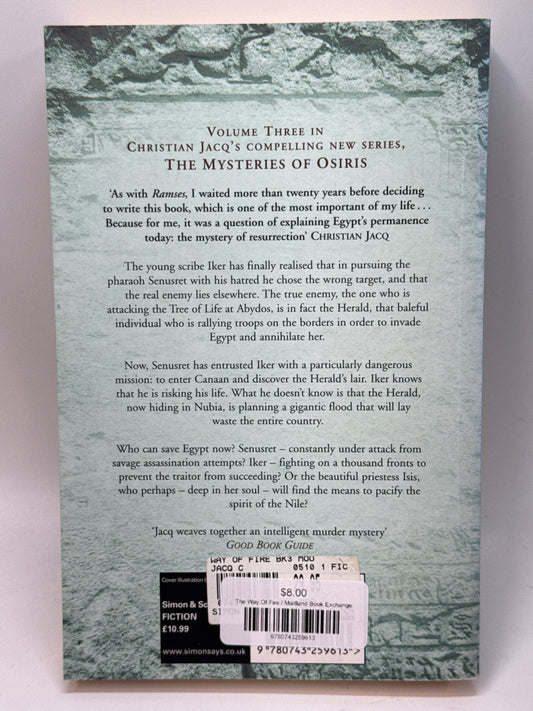 VOLUME THREE IN
CHRISTIAN JACQ'S COMPELLING NEW SERIES,
THE MYSTERIES OF OSIRIS
'As with Ramses, I waited more than twenty years before deciding
to write this book, which is one of the most important of my life . . .
Because for me, it was a question of explaining Egypt's permanence
today: the mystery of resurrection' CHRISTIAN JACQ
The young scribe Iker has finally realised that in pursuing the
pharaoh Senusret with his hatred he chose the wrong target, and that
the real enemy lies elsewhere. The true enemy, the one who is
attacking the Tree of Life at Abydos, is in fact the Herald, that baleful
individual who is rallying troops on the borders in order to invade
Egypt and annihilate her.
Now, Senusret has entrusted Iker with a particularly dangerous
mission: to enter Canaan and discover the Herald's lair. Iker knows
that he is risking his life. What he doesn't know is that the Herald,
now hiding in Nubia, is planning a gigantic flood that will lay
waste the entire country.
Who can save Egypt now? Senusret – constantly under attack from
savage assassination attempts? Iker – fighting on a thousand fronts to
prevent the traitor from succeeding? Or the beautiful priestess Isis,
who perhaps – deep in her soul – will find the means to pacify the
spirit of the Nile?
'Jacq weaves together an intelligent murder mystery'
GOOD BOOK GUIDE
WAY OF FIRE BK3 MOO
JACQ C 0510 1 FIC
Cover illustration
$8.00
The Way Of Fire / Maitland Book Exchange
9780743259613
Simon & Sc
FICTION
£10.99
www.simonsays.co.uk
9 780743 259613 >